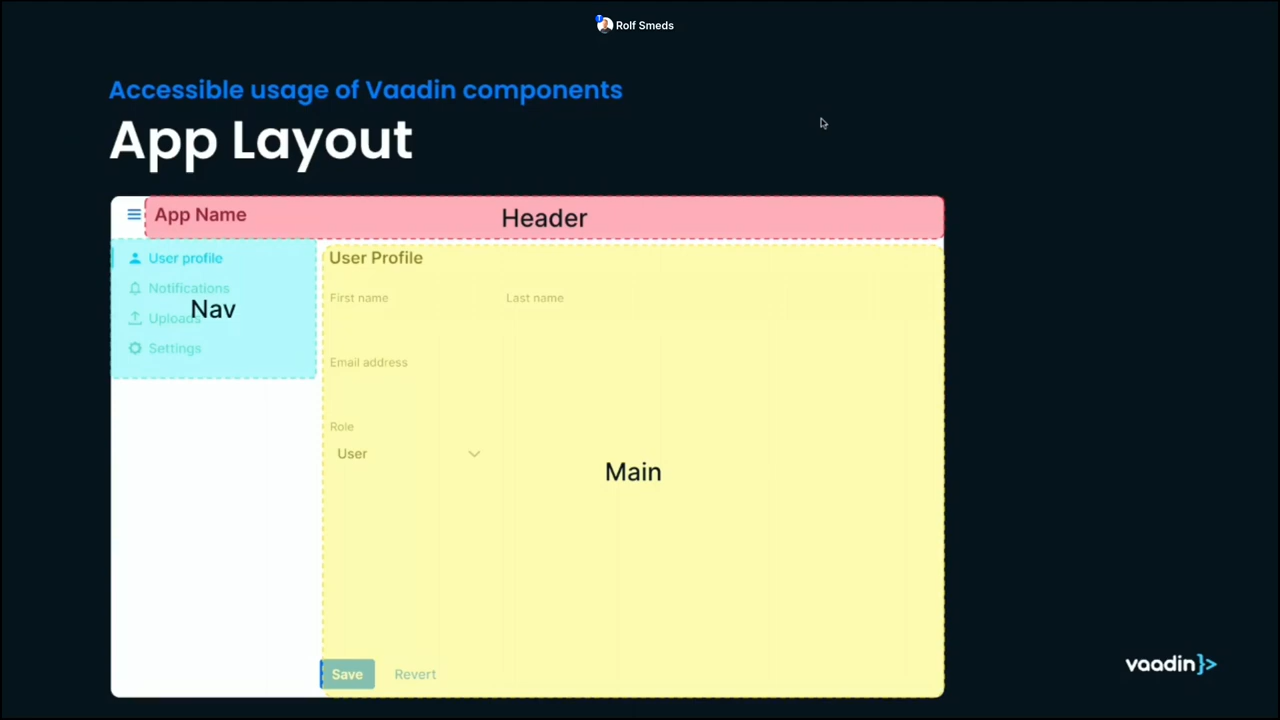 Rolf Smeds
Accessible usage of Vaadin components
App Layout
App Name
Header
User profile
Notifications
Nav
Uploads
Settings
User Profile
First name
Last name
Email address
Role
User
Main
Save
Revert
vaadin}>